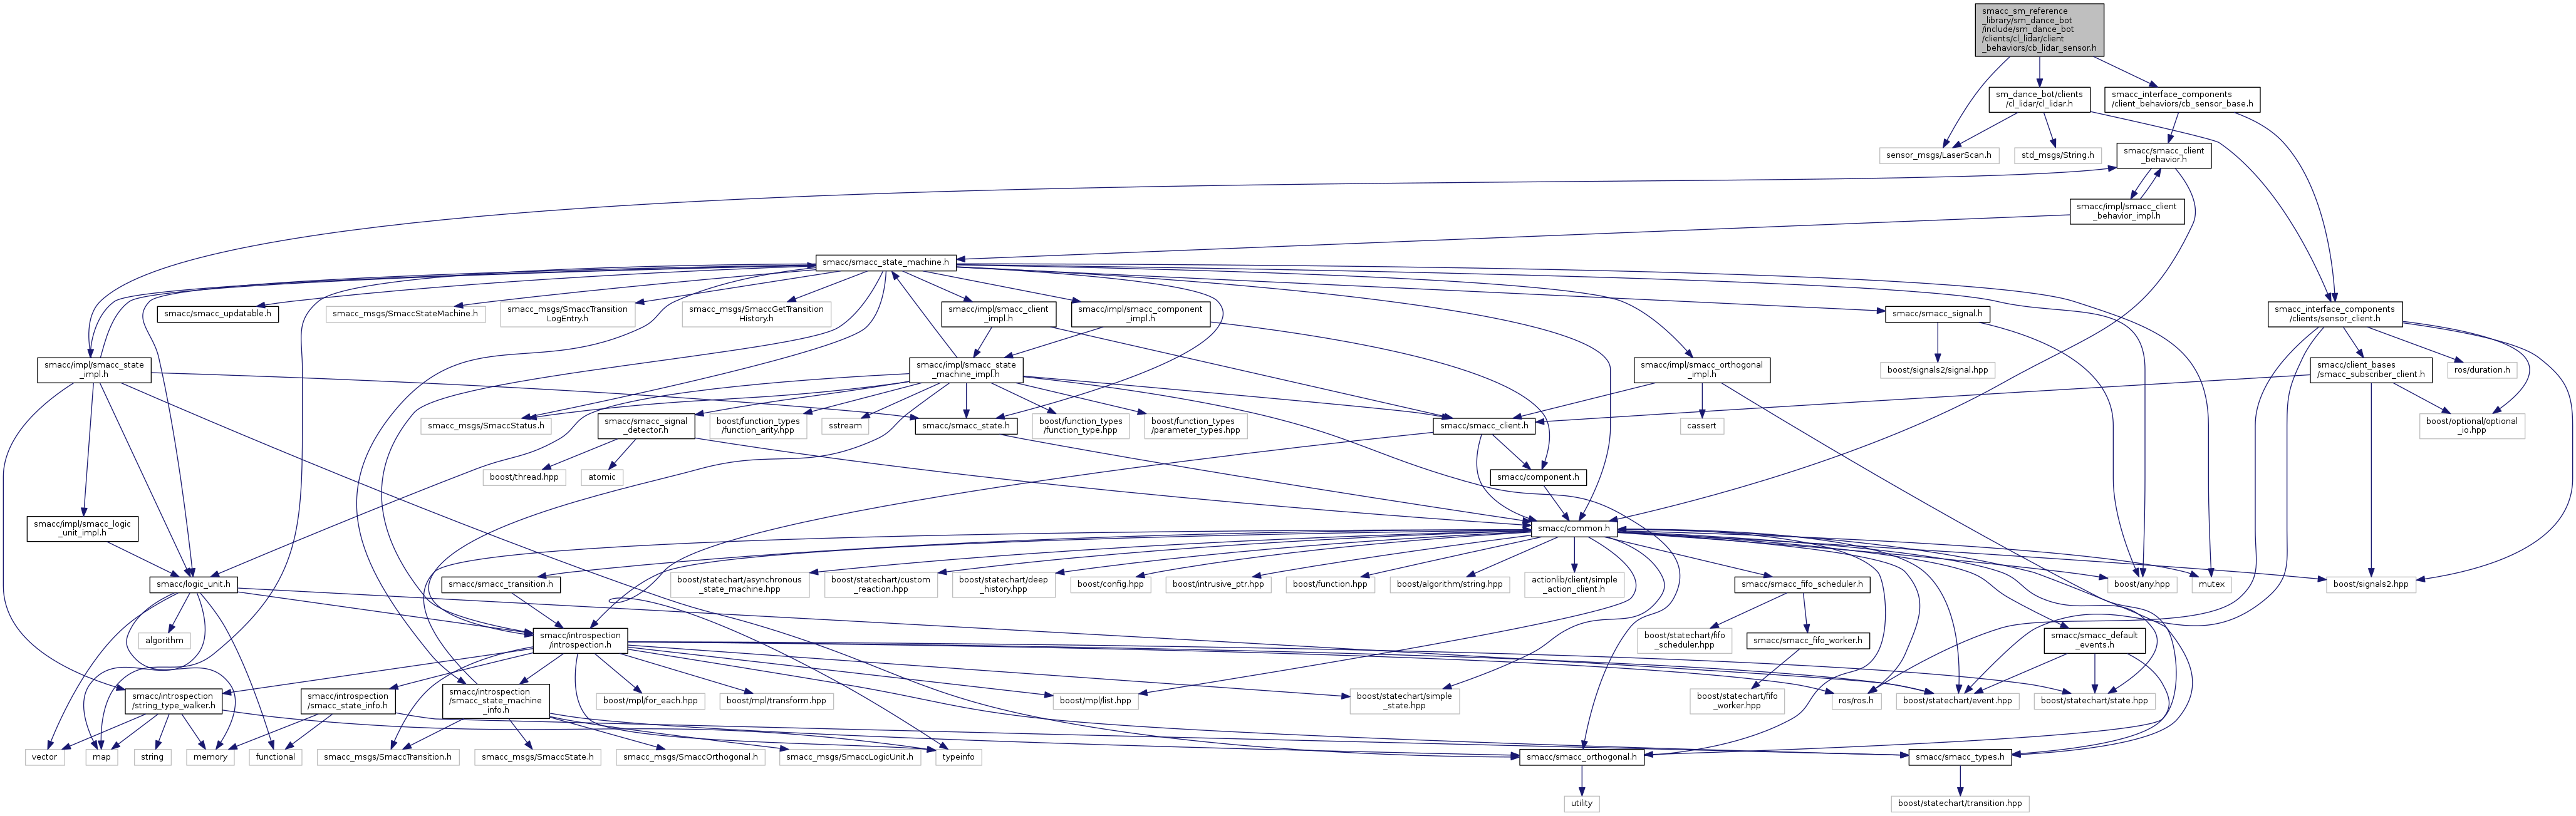 smacc_sm_reference
_library/sm_dance_bot
/include/sm_dance_bot
/clients/cl_lidar/client
_behaviors/cb_lidar_sensor.h
sm_dance_bot/clients
/cl_lidar/cl_lidar.h
smacc_interface_components
/client_behaviors/cb_sensor_base.h
sensor_msgs/LaserScan.h
std_msgs/String.h
smacc/smacc_client
_behavior.h
smacc/impl/smacc_client
_behavior_impl.h
smacc/smacc_state_machine.h
smacc/smacc_updatable.h
smacc_msgs/SmaccStateMachine.h
smacc_msgs/SmaccTransition
LogEntry.h
smacc_msgs/SmaccGetTransition
History.h
smacc/impl/smacc_client
_impl.h
smacc/impl/smacc_component
_impl.h
smacc/smacc_signal.h
smacc_interface_components
/clients/sensor_client.h
smacc/impl/smacc_state
_impl.h
smacc/impl/smacc_state
_machine_impl.h
smacc/impl/smacc_orthogonal
_impl.h
boost/signals2/signal.hpp
smacc/client_bases
/smacc_subscriber_client.h
ros/duration.h
smacc_msgs/SmaccStatus.h
smacc/smacc_signal
_detector.h
boost/function_types
/function_arity.hpp
sstream
smacc/smacc_state.h
boost/function_types
/function_type.hpp
boost/function_types
/parameter_types.hpp
smacc/smacc_client.h
cassert
boost/optional/optional
_io.hpp
boost/thread.hpp
atomic
smacc/component.h
smacc/impl/smacc_logic
_unit_impl.h
smacc/common.h
smacc/logic_unit.h
smacc/smacc_transition.h
boost/statechart/asynchronous
_state_machine.hpp
boost/statechart/custom
_reaction.hpp
boost/statechart/deep
_history.hpp
boost/config.hpp
boost/intrusive_ptr.hpp
boost/function.hpp
boost/algorithm/string.hpp
actionlib/client/simple
_action_client.h
smacc/smacc_fifo_scheduler.h
boost/any.hpp
mutex
boost/signals2.hpp
algorithm
smacc/introspection
/introspection.h
boost/statechart/fifo
_scheduler.hpp
smacc/smacc_fifo_worker.h
smacc/smacc_default
_events.h
smacc/introspection
/string_type_walker.h
smacc/introspection
/smacc_state_info.h
smacc/introspection
/smacc_state_machine
_info.h
boost/mpl/for_each.hpp
boost/mpl/transform.hpp
boost/mpl/list.hpp
boost/statechart/simple
_state.hpp
boost/statechart/fifo
_worker.hpp
ros/ros.h
boost/statechart/event.hpp
boost/statechart/state.hpp
vector
map
string
memory
functional
smacc_msgs/SmaccTransition.h
smacc_msgs/SmaccState.h
smacc_msgs/SmaccOrthogonal.h
smacc_msgs/SmaccLogicUnit.h
typeinfo
smacc/smacc_orthogonal.h
smacc/smacc_types.h
utility
boost/statechart/transition.hpp